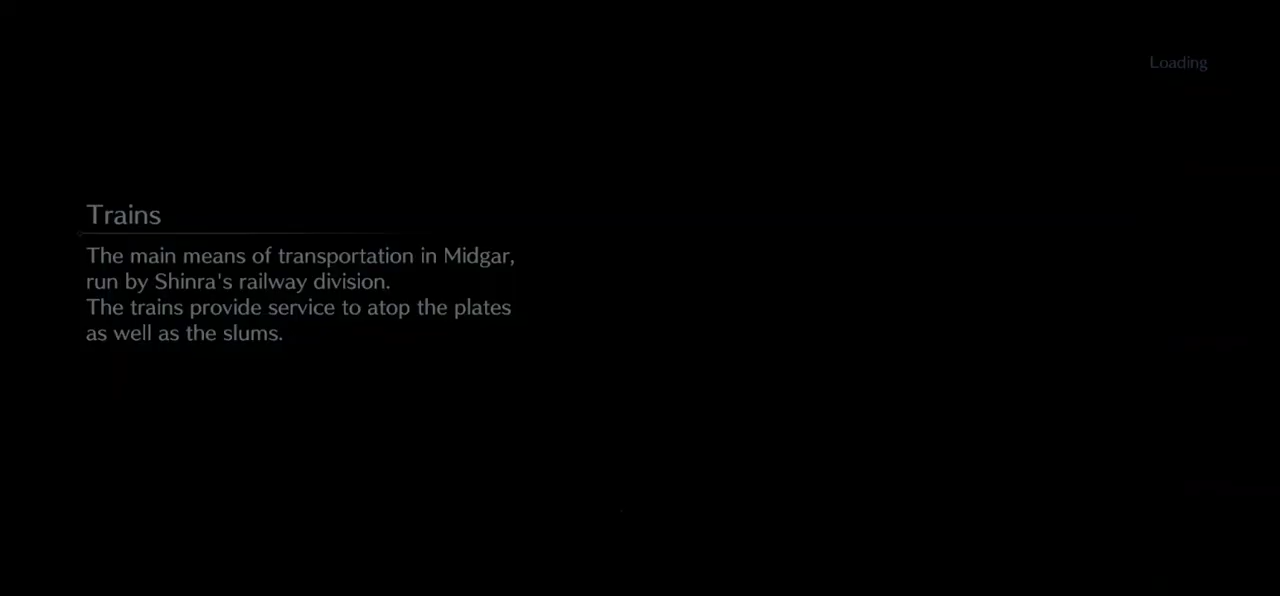 Loading
Trains
The main means of transportation in Midgar,
run by Shinra's railway division.
The trains provide service to atop the plates
as well as the slums.